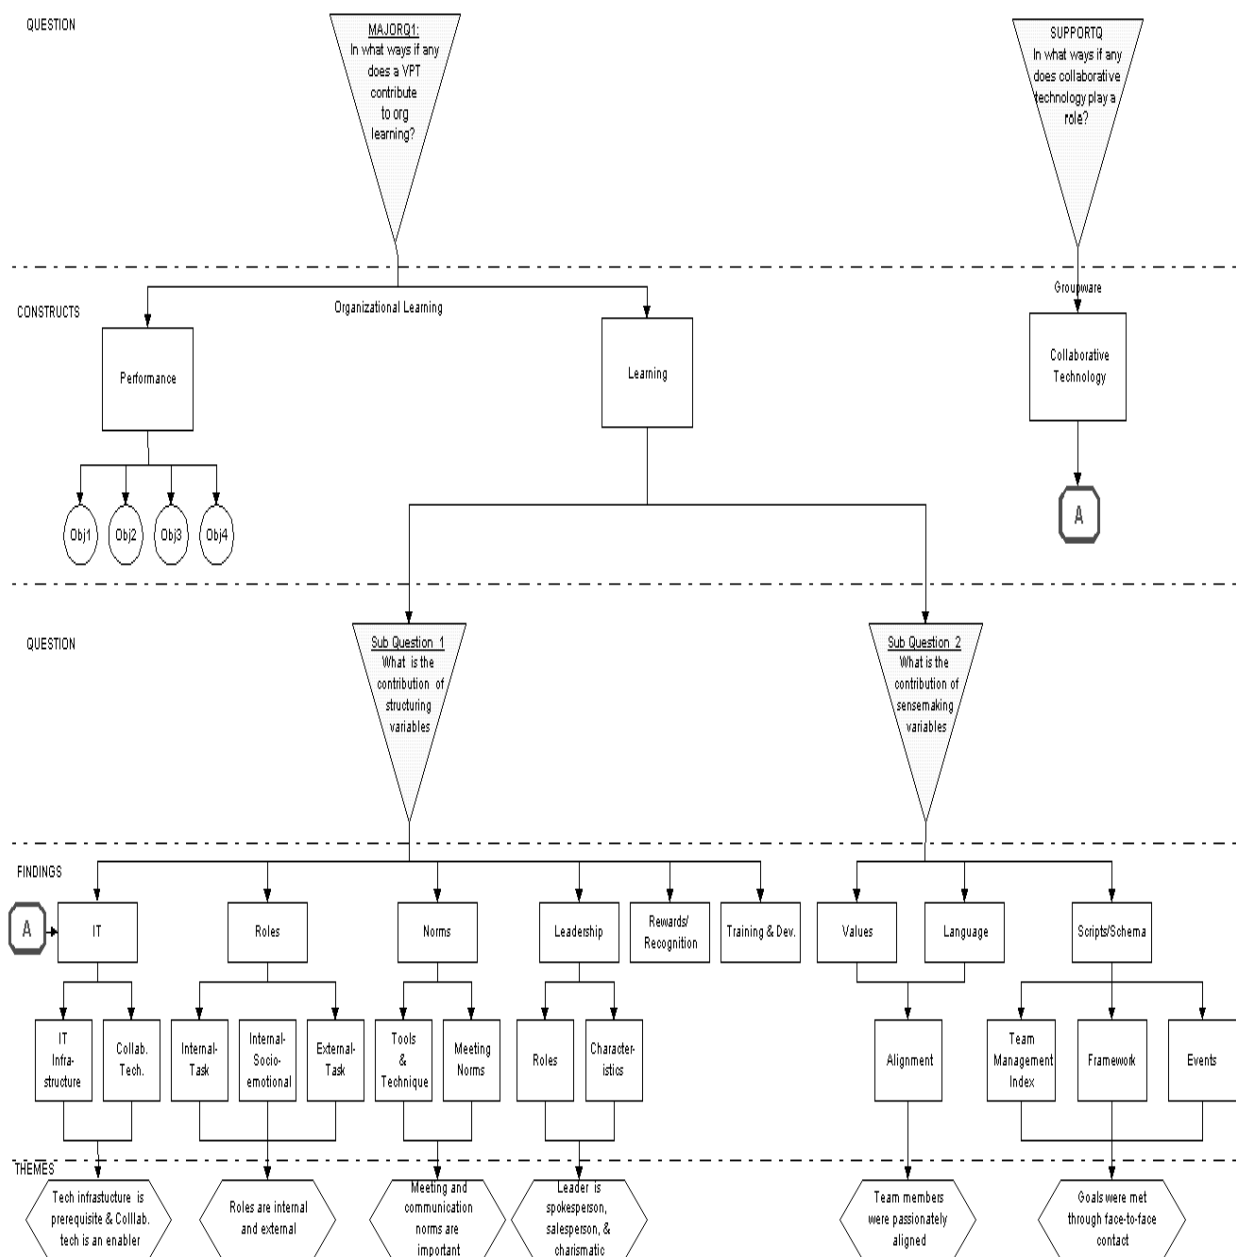 QUESTION
MAJORQ1:
In what ways if any
does a VPT
contribute
to org
learning?
SUPPORTQ
In what ways if any
does collaborative
technology play a
role?
CONSTRUCTS
Organizational Learning
Groupware
Performance
Learning
Collaborative
Technology
Obj1
Obj2
Obj3
Obj4
A
QUESTION
Sub Question 1
What is the
contribution of
structuring
variables
Sub Question 2
What is the
contribution of
sensemaking
variables
FINDINGS
A
IT
Roles
Norms
Leadership
Rewards/
Recognition
Training & Dev.
Values
Language
Scripts/Schema
IT
Infra-
structure
Collab.
Tech.
Internal-
Task
Internal-
Socio-
emotional
External-
Task
Tools
&
Technique
Meeting
Norms
Roles
Character-
istics
Alignment
Team
Management
Index
Framework
Events
THEMES
Tech infrastucture is
prerequisite & Colllab.
tech is an enabler
Roles are internal
and external
Meeting and
communication
norms are
important
Leader is
spokesperson,
salesperson, &
charismatic
Team members
were passionately
aligned
Goals were met
through face-to-face
contact